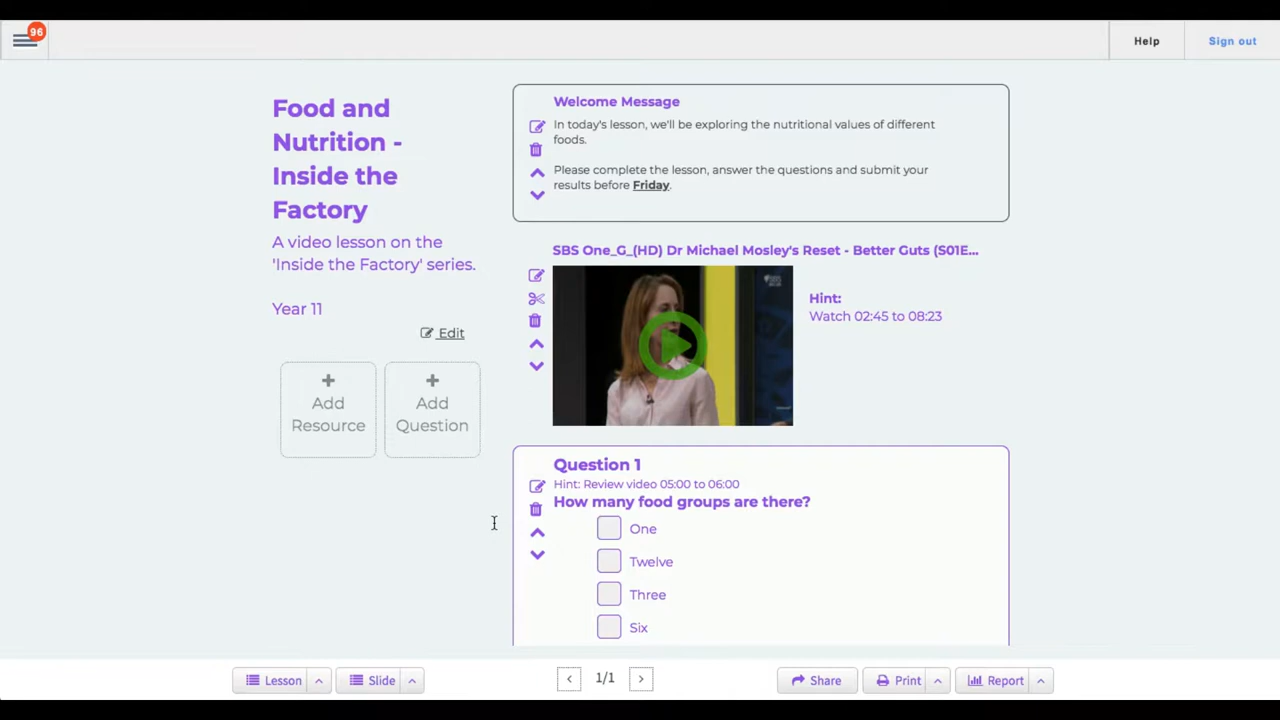 96
Help
Sign out
Food and
Nutrition -
Inside the
Factory
A video lesson on the
'Inside the Factory' series.
Year 11
Edit
Add
Resource
Add
Question
Welcome Message
In today's lesson, we'll be exploring the nutritional values of different
foods.
Please complete the lesson, answer the questions and submit your
results before Friday.
SBS One_G_(HD) Dr Michael Mosley's Reset - Better Guts (S01E...
Hint:
Watch 02:45 to 08:23
Question 1
Hint: Review video 05:00 to 06:00
How many food groups are there?
One
Twelve
Three
Six
Lesson
Slide
1/1
Share
Print
Report